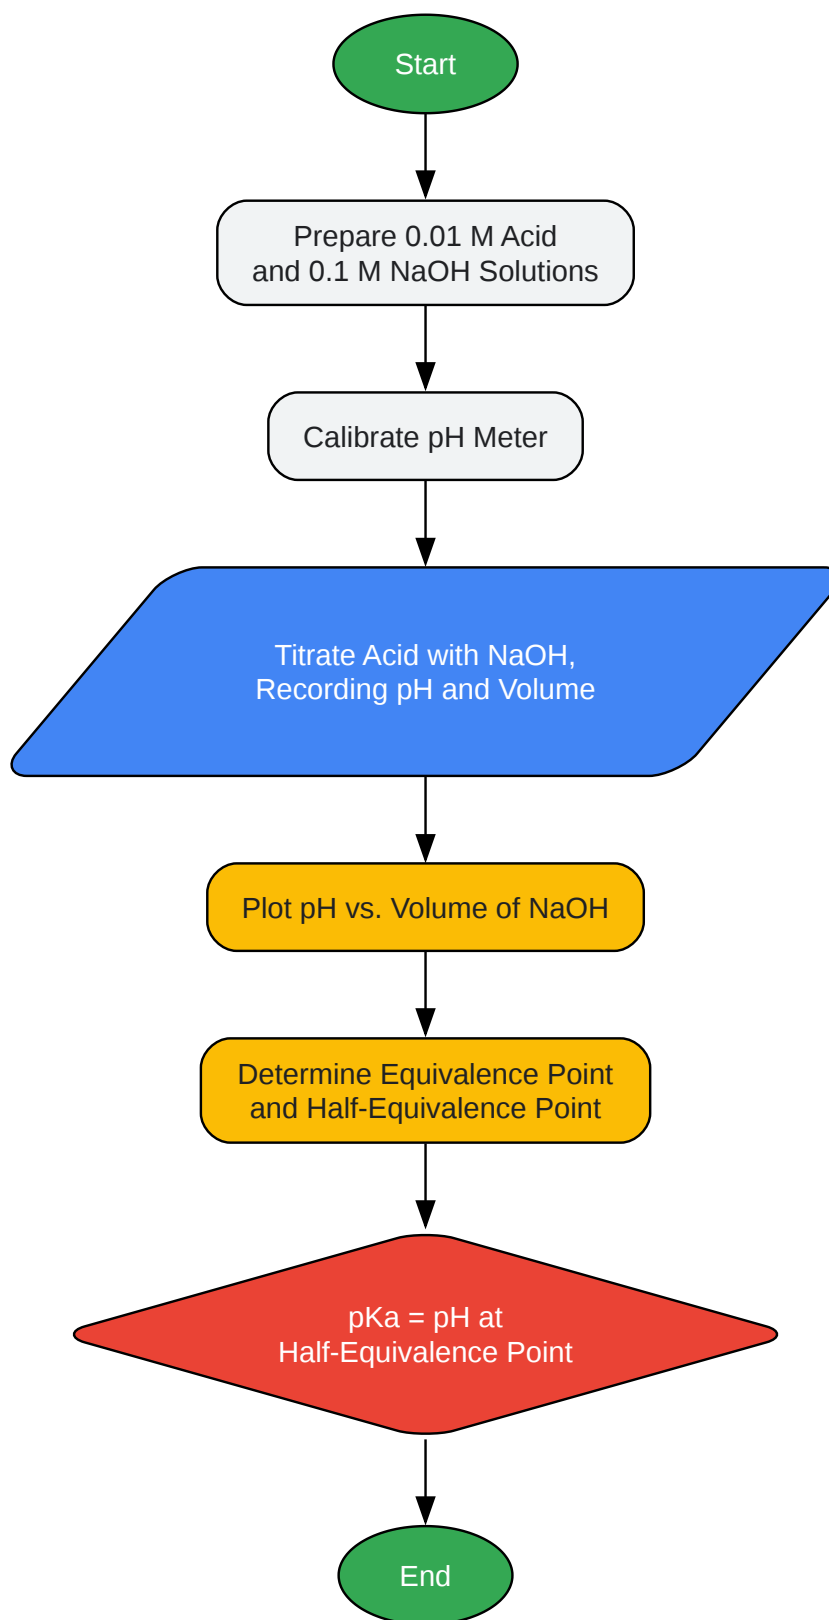 Start
Prepare 0.01 M Acid
and 0.1 M NaOH Solutions
Calibrate pH Meter
Titrate Acid with NaOH,
Recording pH and Volume
Plot pH vs. Volume of NaOH
Determine Equivalence Point
and Half-Equivalence Point
pKa = pH at
Half-Equivalence Point
End